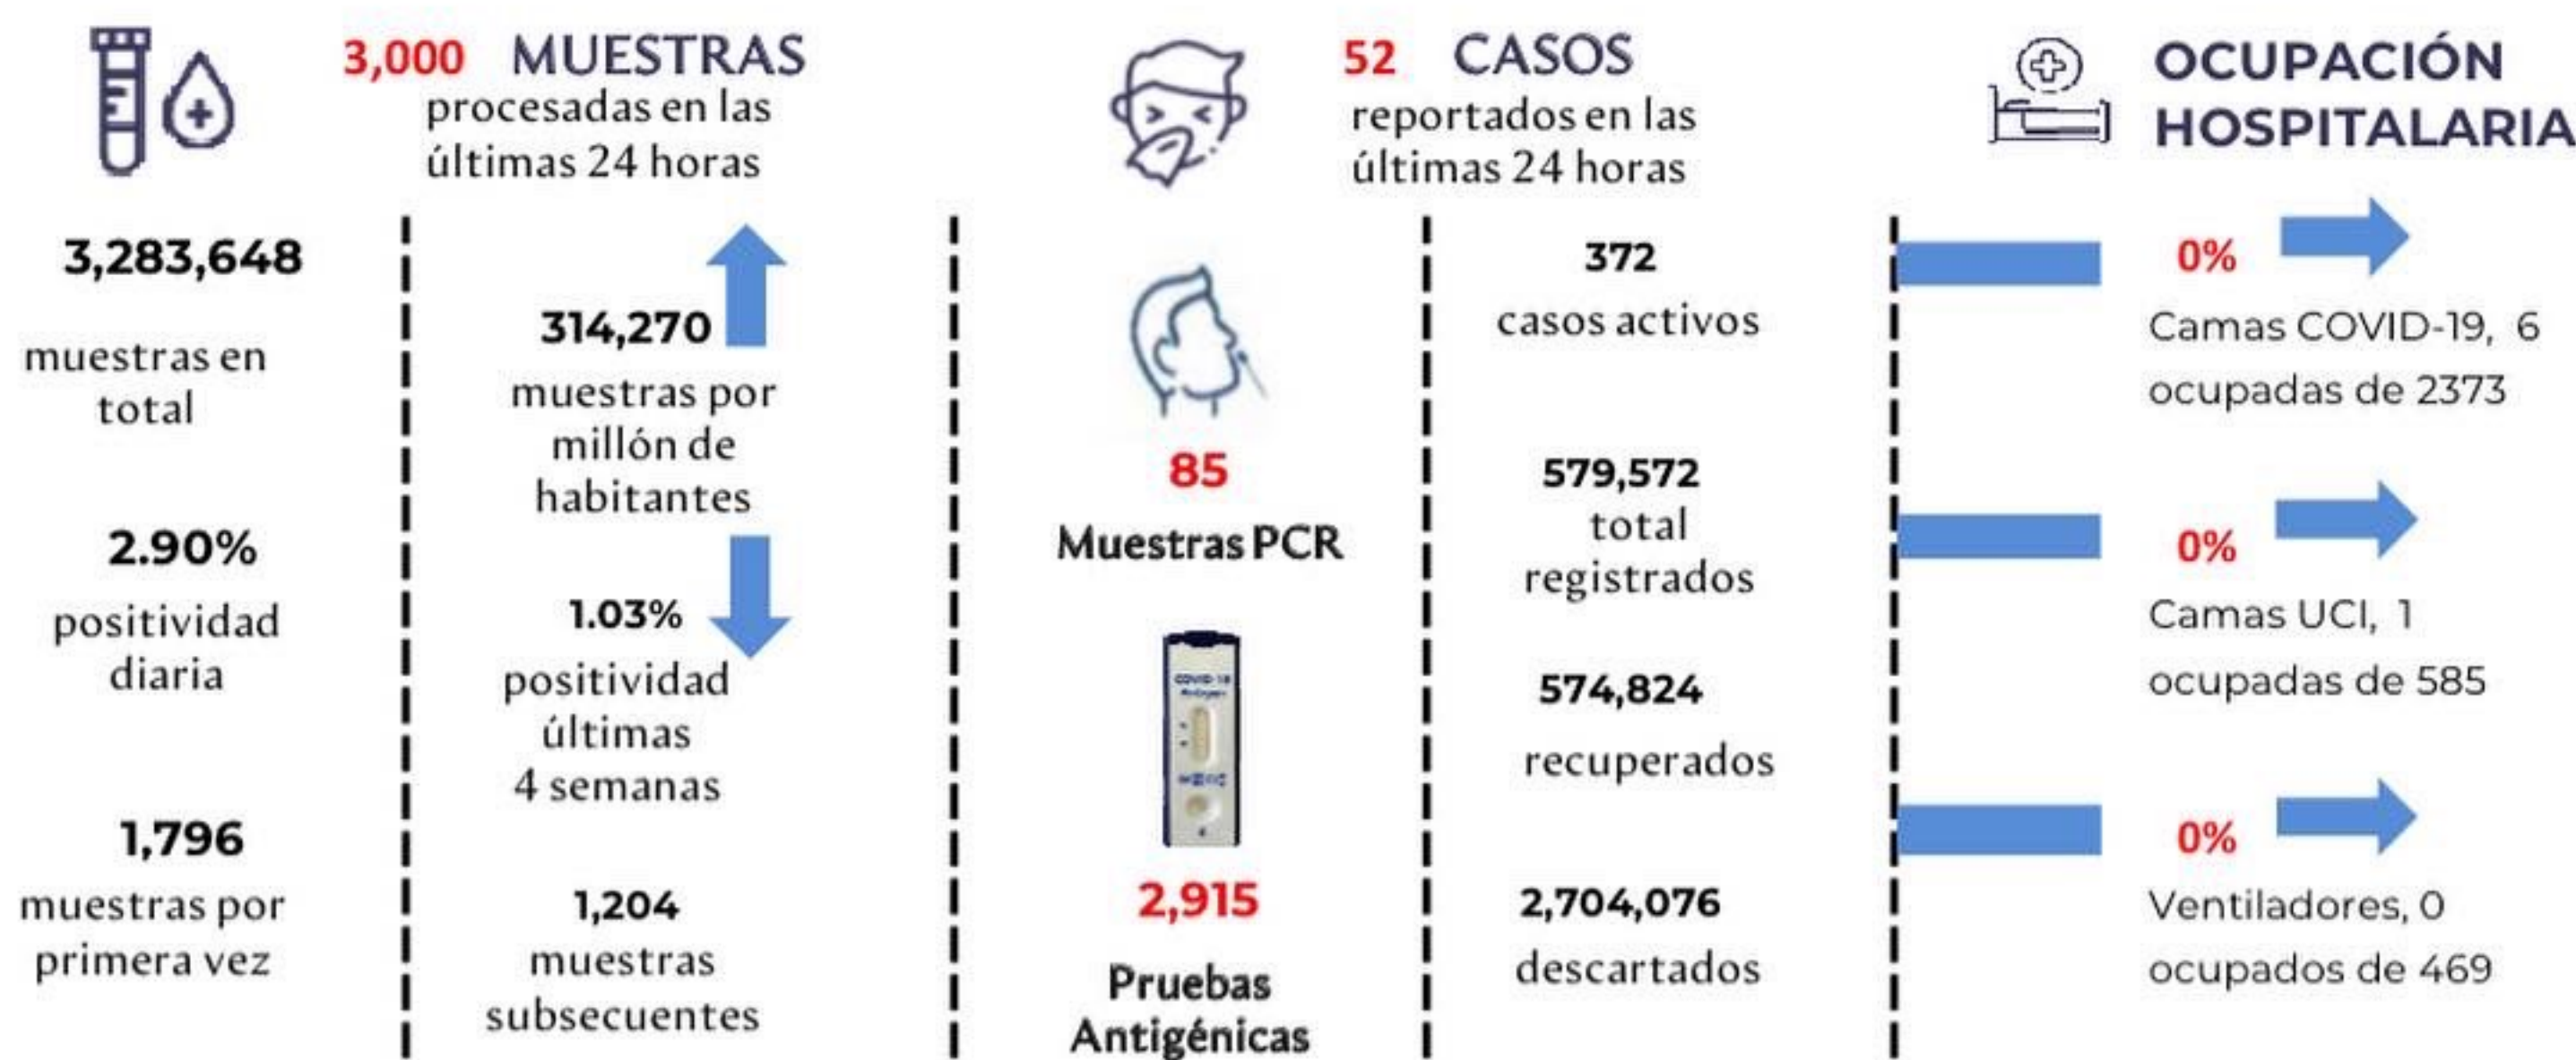 3,000 MUESTRAS
procesadas en las
últimas 24 horas
3,283,648
muestras en
total
2.90%
positividad
diaria
1,796
muestras por
primera vez
314,270
muestras por
millón de
habitantes
1.03%
positividad
últimas
4 semanas
1,204
muestras
subsecuentes
52 CASOS
reportados en las
últimas 24 horas
85
Muestras PCR
COVID-19
2,915
Pruebas
Antigénicas
372
casos activos
579,572
total
registrados
574,824
recuperados
2,704,076
descartados
OCUPACIÓN
HOSPITALARIA
0%
Camas COVID-19, 6
ocupadas de 2373
0%
Camas UCI, 1
ocupadas de 585
0%
Ventiladores, 0
ocupados de 469